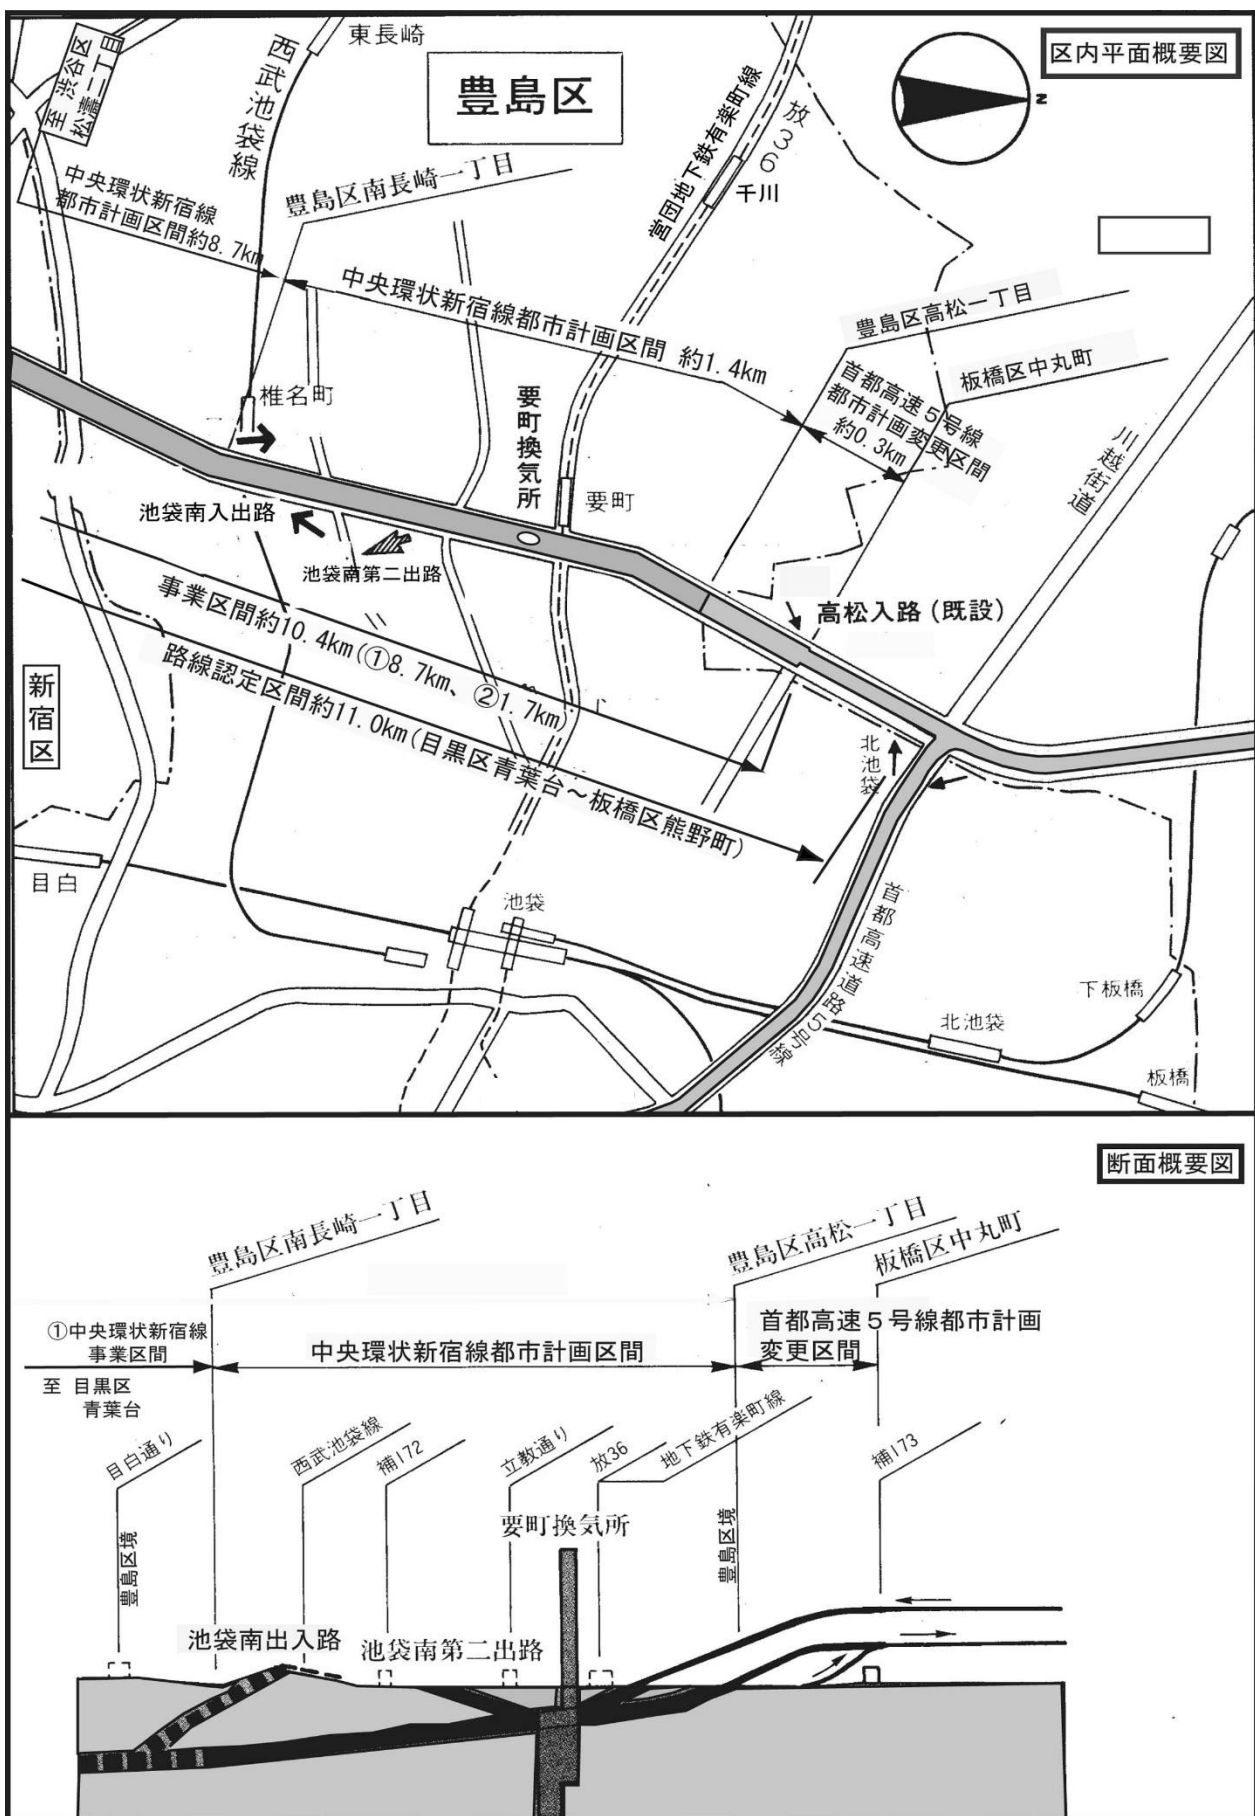 区内平面概要図
豊島区
N
至 渋谷区
松濤二丁目
西武池袋線
東長崎
営団地下鉄有楽町線
放36
千川
中央環状新宿線
都市計画区間約8.7km
豊島区南長崎一丁目
中央環状新宿線都市計画区間 約1.4km
豊島区高松一丁目
首都高速5号線
都市計画変更区間
約0.3km
板橋区中丸町
川越街道
椎名町
要町換気所
要町
池袋南入出路
池袋南第二出路
高松入路(既設)
事業区間約10.4km(①8.7km、②1.7km)
路線認定区間約11.0km(目黒区青葉台～板橋区熊野町)
新宿区
北池袋
目白
池袋
首都高速道路5号線
下板橋
北池袋
板橋
断面概要図
豊島区南長崎一丁目
豊島区高松一丁目
板橋区中丸町
①中央環状新宿線
事業区間
中央環状新宿線都市計画区間
首都高速5号線都市計画
変更区間
至 目黒区
青葉台
目白通り
西武池袋線
補172
立教通り
放36
地下鉄有楽町線
補173
豊島区境
要町換気所
豊島区境
池袋南出入路
池袋南第二出路